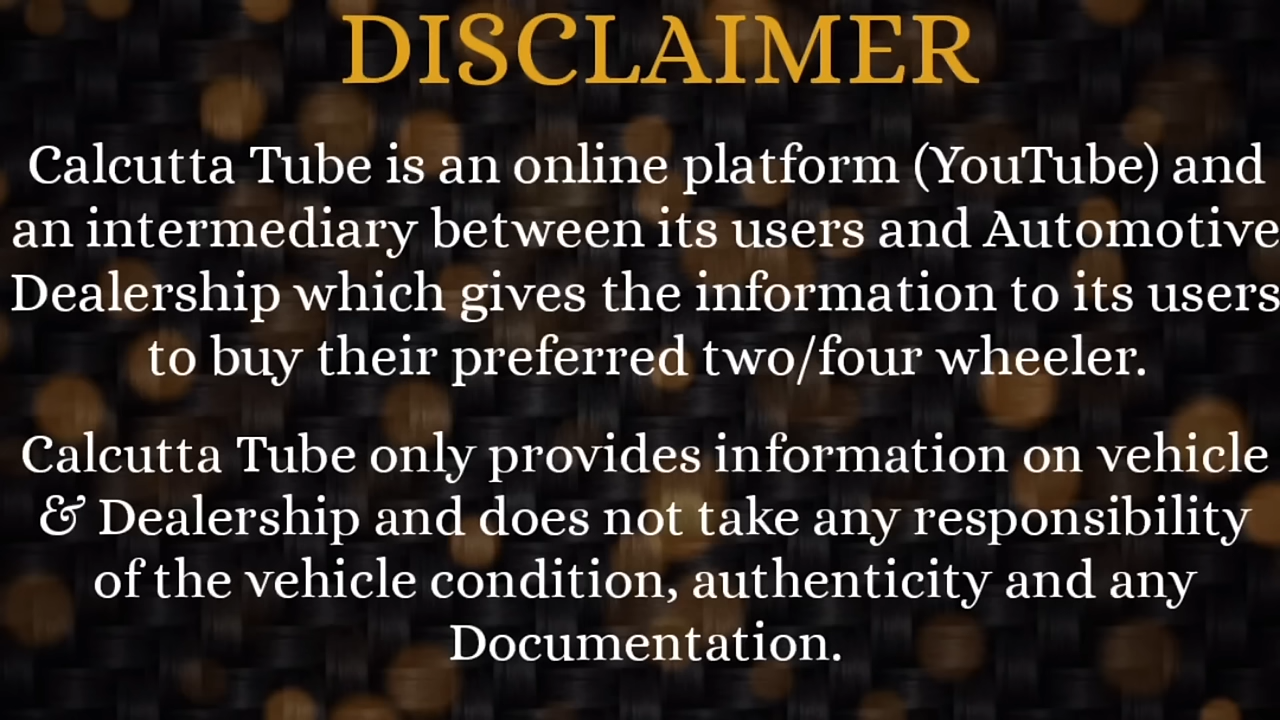 DISCLAIMER
Calcutta Tube is an online platform (YouTube) and
an intermediary between its users and Automotive
Dealership which gives the information to its users
to buy their preferred two/four wheeler.
Calcutta Tube only provides information on vehicle
& Dealership and does not take any responsibility
of the vehicle condition, authenticity and any
Documentation.